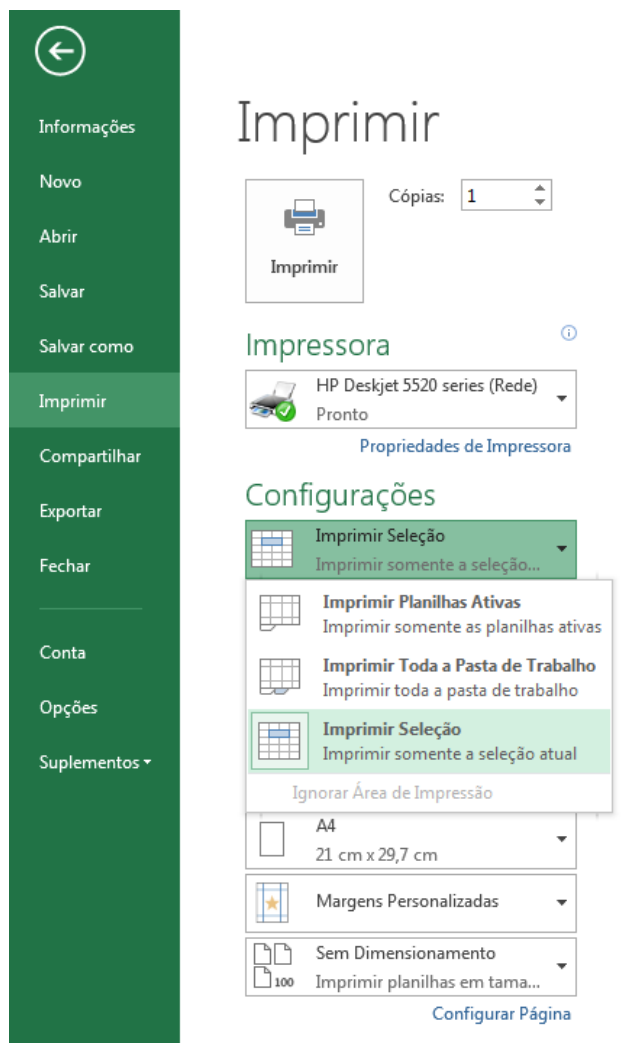 Informações
Novo
Abrir
Salvar
Salvar como
Imprimir
Compartilhar
Exportar
Fechar
Conta
Opções
Suplementos
Imprimir
Cópias: 1
Imprimir
Impressora
HP Deskjet 5520 series (Rede)
Pronto
Propriedades de Impressora
Configurações
Imprimir Seleção
Imprimir somente a seleção...
Imprimir Planilhas Ativas
Imprimir somente as planilhas ativas
Imprimir Toda a Pasta de Trabalho
Imprimir toda a pasta de trabalho
Imprimir Seleção
Imprimir somente a seleção atual
Ignorar Área de Impressão
A4
21 cm x 29,7 cm
Margens Personalizadas
Sem Dimensionamento
100 Imprimir planilhas em tama...
Configurar Página